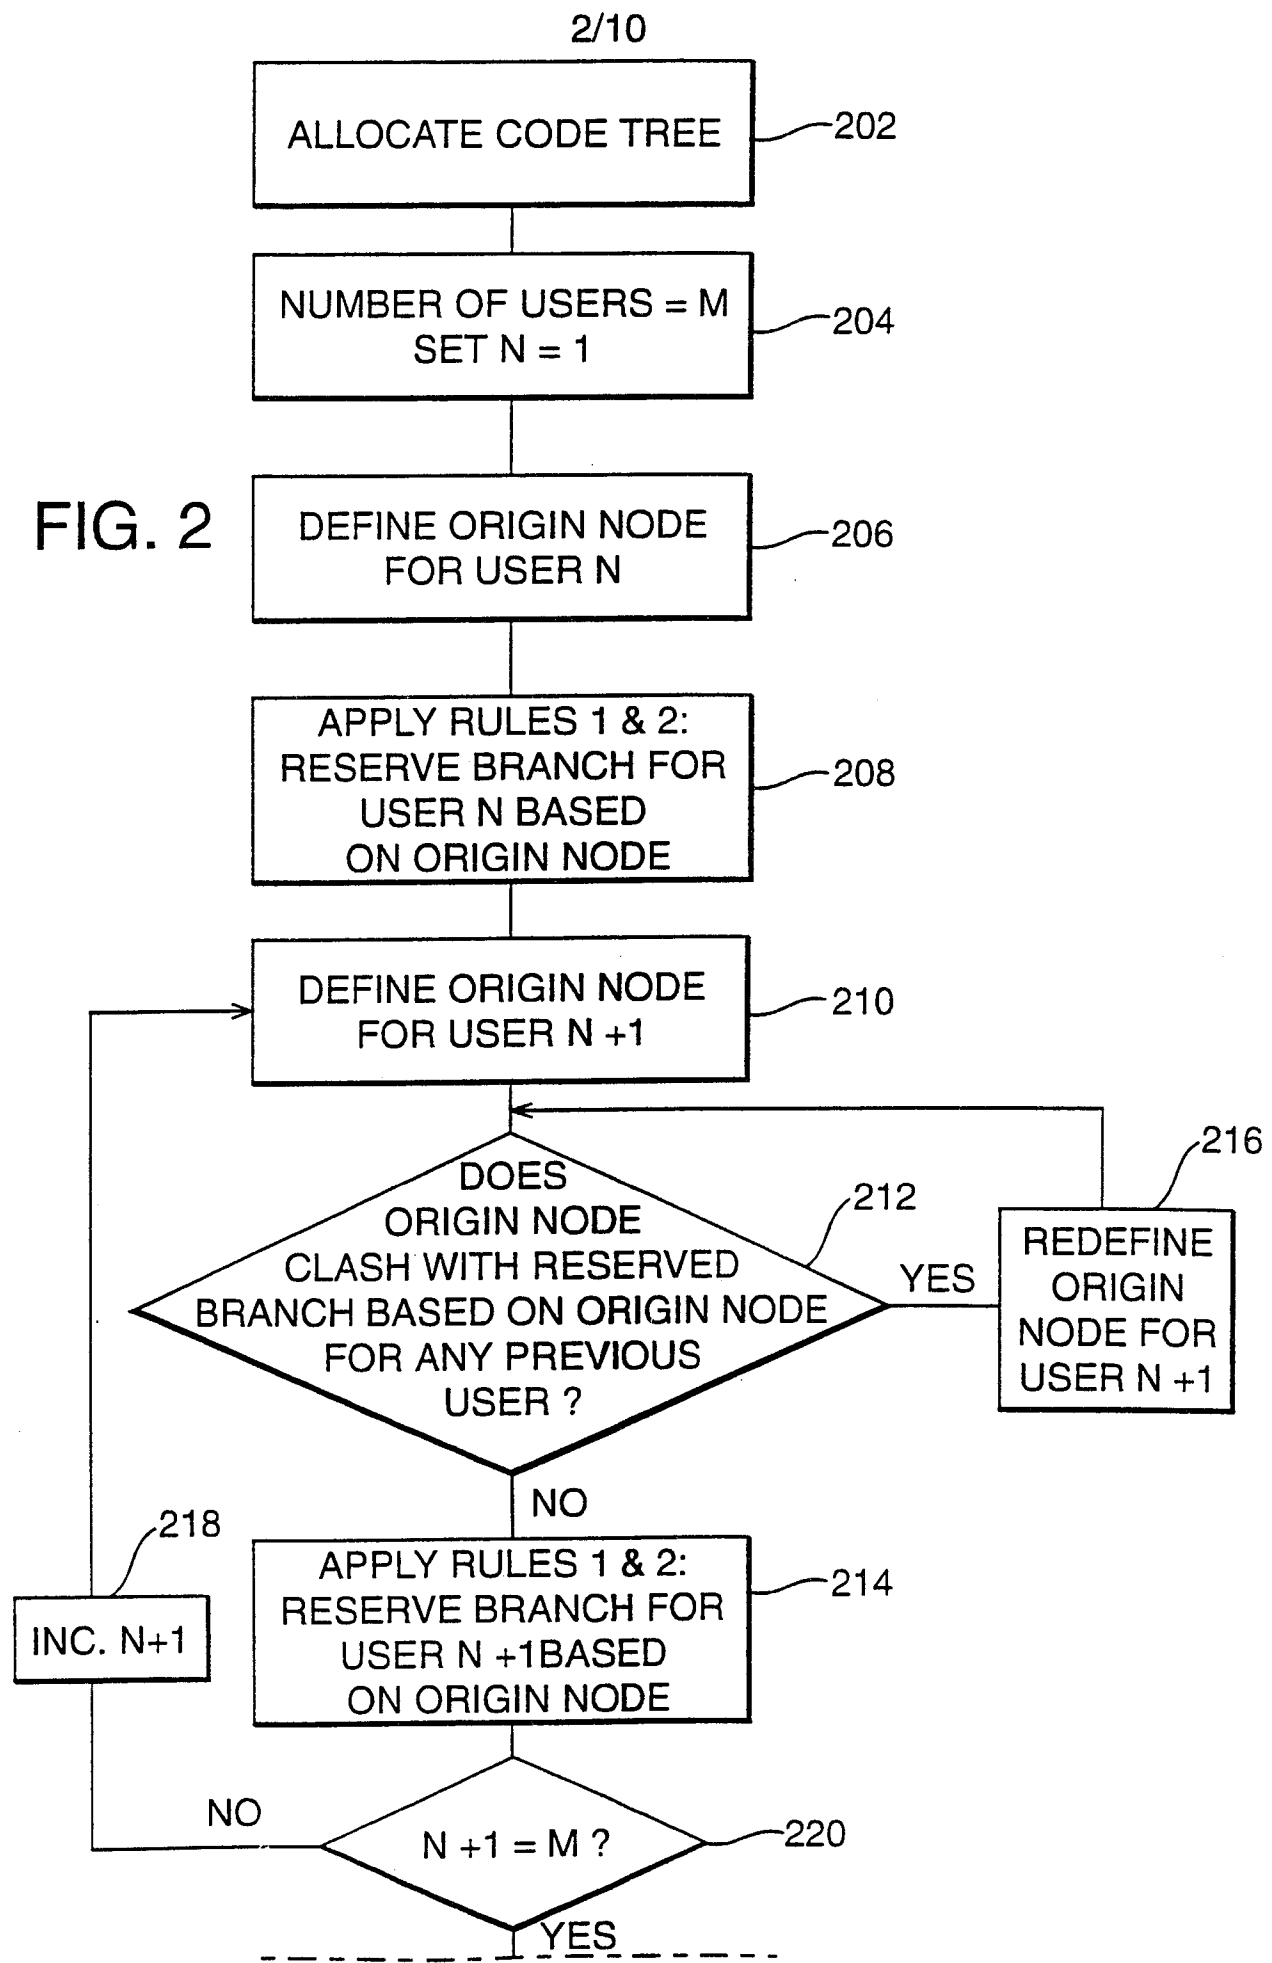 2/10
ALLOCATE CODE TREE
202
NUMBER OF USERS = M
SET N = 1
204
FIG. 2
DEFINE ORIGIN NODE
FOR USER N
206
APPLY RULES 1 & 2:
RESERVE BRANCH FOR
USER N BASED
ON ORIGIN NODE
208
DEFINE ORIGIN NODE
FOR USER N +1
210
DOES
ORIGIN NODE
CLASH WITH RESERVED
BRANCH BASED ON ORIGIN NODE
FOR ANY PREVIOUS
USER ?
212
YES
216
REDEFINE
ORIGIN
NODE FOR
USER N +1
NO
APPLY RULES 1 & 2:
RESERVE BRANCH FOR
USER N +1BASED
ON ORIGIN NODE
214
218
INC. N+1
NO
N +1 = M ?
220
YES